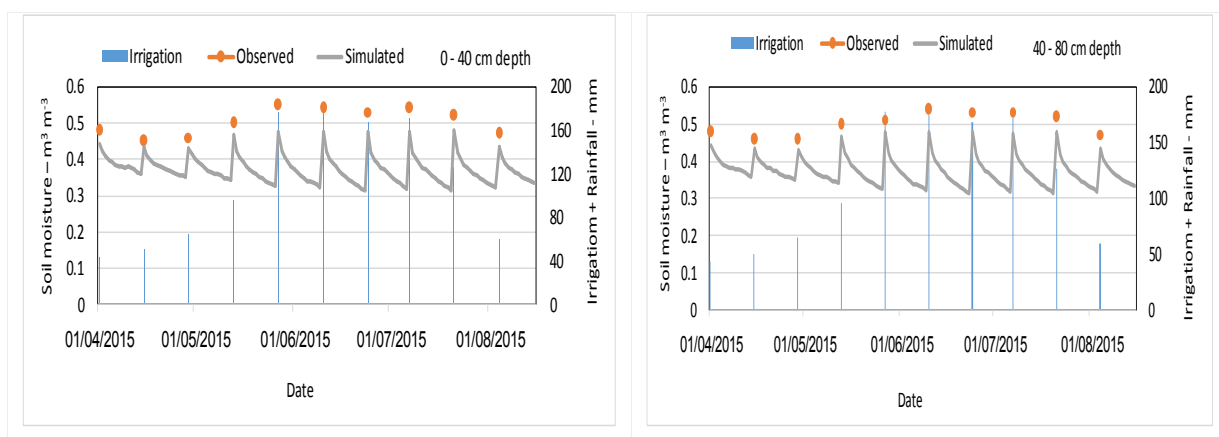 Irrigation Observed Simulated 0 - 40 cm depth
Soil moisture – m³ m⁻³
0.6
0.5
0.4
0.3
0.2
0.1
0
200
160
120
80
40
0
Irrigatiom + Rainfall - mm
01/04/2015 01/05/2015 01/06/2015 01/07/2015 01/08/2015
Date
Irrigation Observed Simulated 40 - 80 cm depth
Soil moisture – m³ m⁻³
0.6
0.5
0.4
0.3
0.2
0.1
0
200
150
100
50
0
Irrigatiom + Rainfall - mm
01/04/2015 01/05/2015 01/06/2015 01/07/2015 01/08/2015
Date